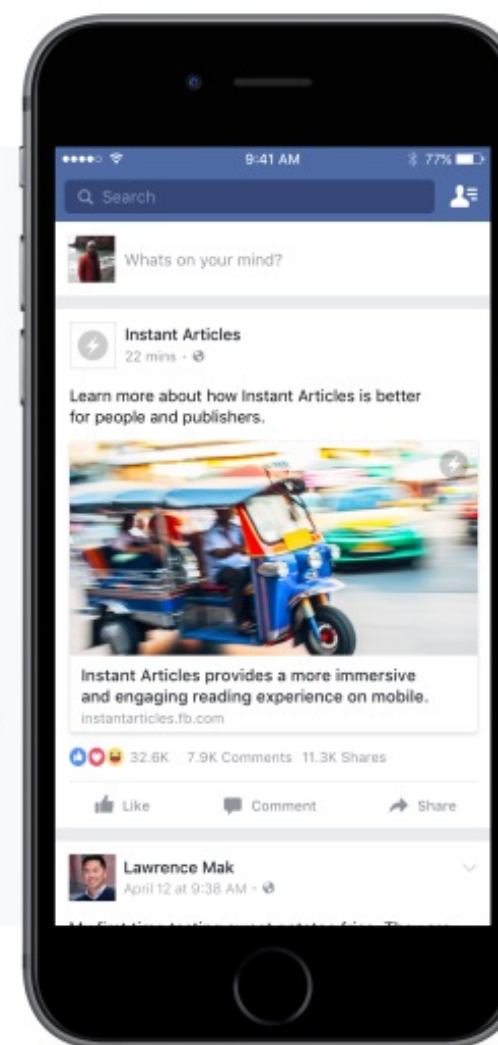 9:41 AM 77%
Search
Whats on your mind?
Instant Articles
22 mins
Learn more about how Instant Articles is better
for people and publishers.
Instant Articles provides a more immersive
and engaging reading experience on mobile.
instantarticles.fb.com
32.6K 7.9K Comments 11.3K Shares
Like Comment Share
Lawrence Mak
April 12 at 9:38 AM